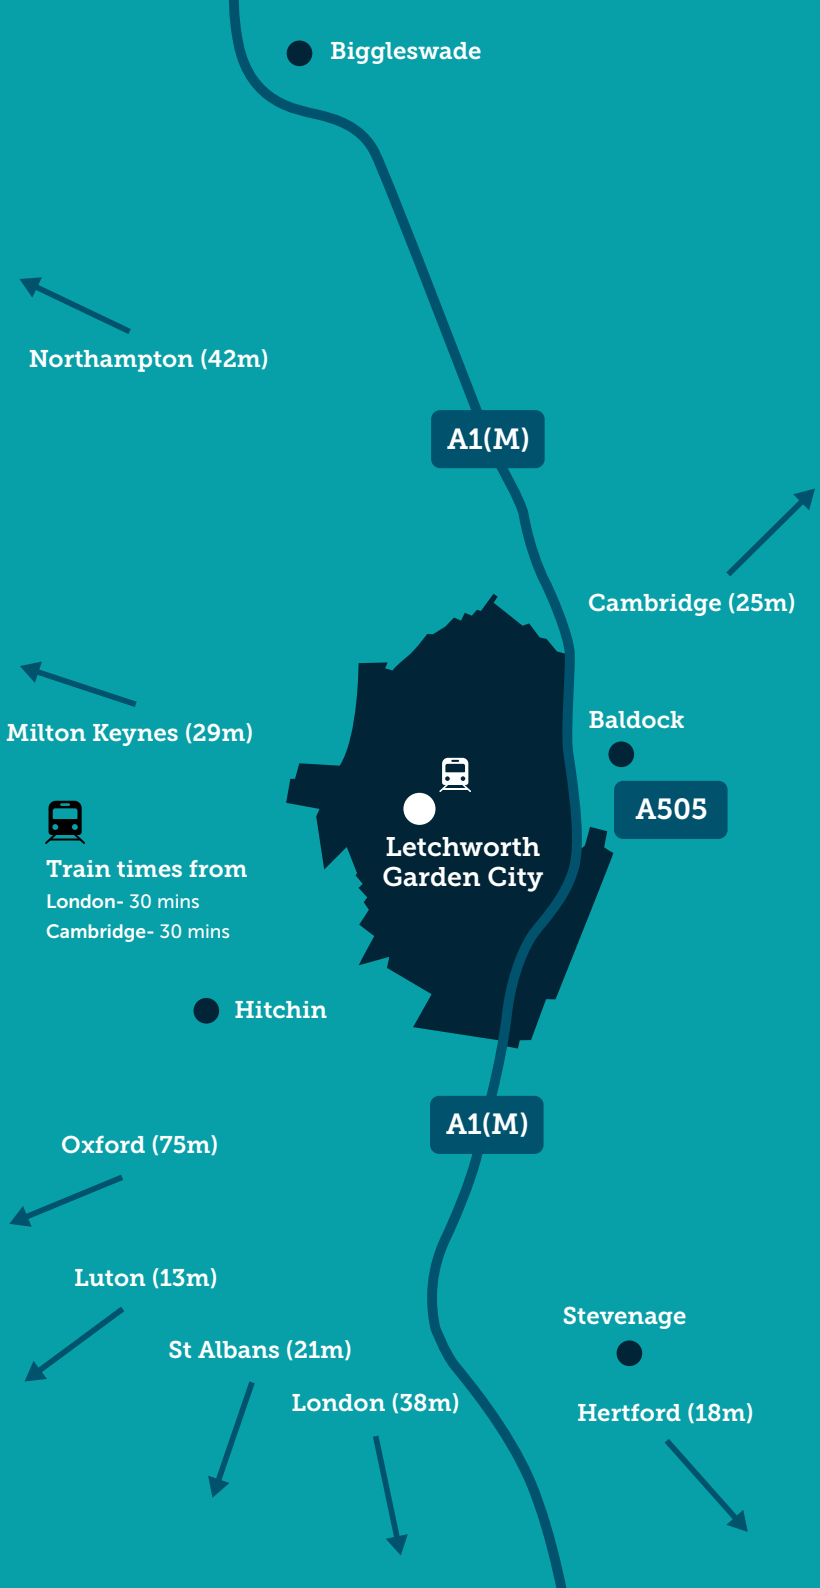 Biggleswade
Northampton (42m)
A1(M)
Cambridge (25m)
Baldock
Milton Keynes (29m)
A505
Letchworth
Garden City
Train times from
London- 30 mins
Cambridge- 30 mins
Hitchin
A1(M)
Oxford (75m)
Luton (13m)
Stevenage
St Albans (21m)
London (38m)
Hertford (18m)